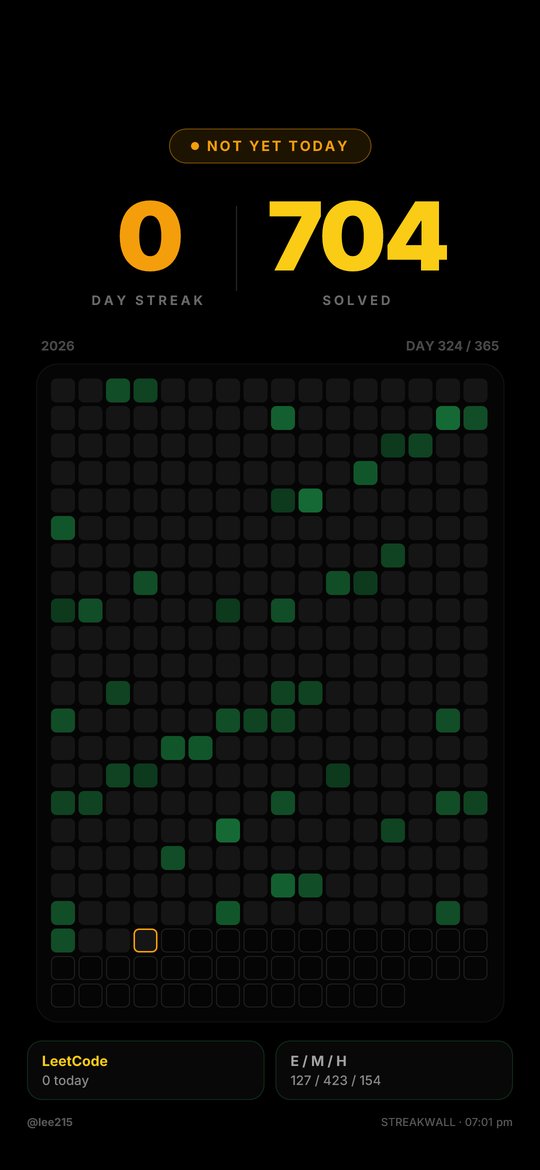 NOT YET TODAY
0 704
DAY STREAK SOLVED
2026 DAY 324 / 365
LeetCode
0 today
E / M / H
127 / 423 / 154
@lee215 STREAKWALL · 07:01 pm